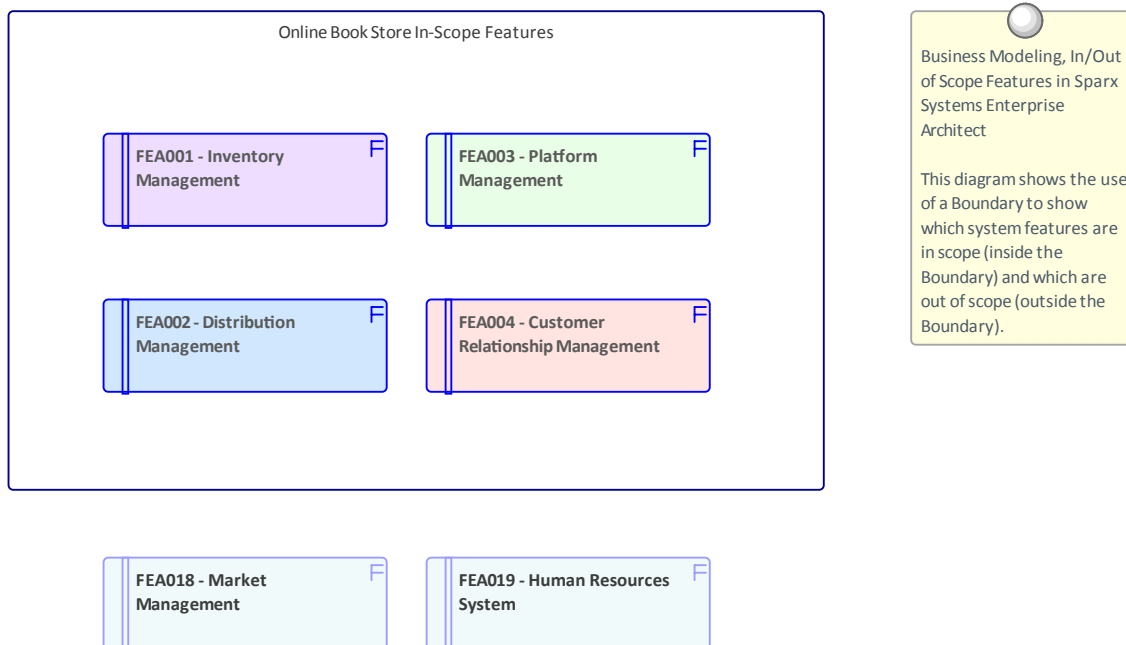 Online Book Store In-Scope Features
FEA001 - Inventory
Management
F
FEA003 - Platform
Management
F
FEA002 - Distribution
Management
F
FEA004 - Customer
Relationship Management
F
FEA018 - Market
Management
F
FEA019 - Human Resources
System
F
Business Modeling, In/Out
of Scope Features in Sparx
Systems Enterprise
Architect
This diagram shows the use
of a Boundary to show
which system features are
in scope (inside the
Boundary) and which are
out of scope (outside the
Boundary).